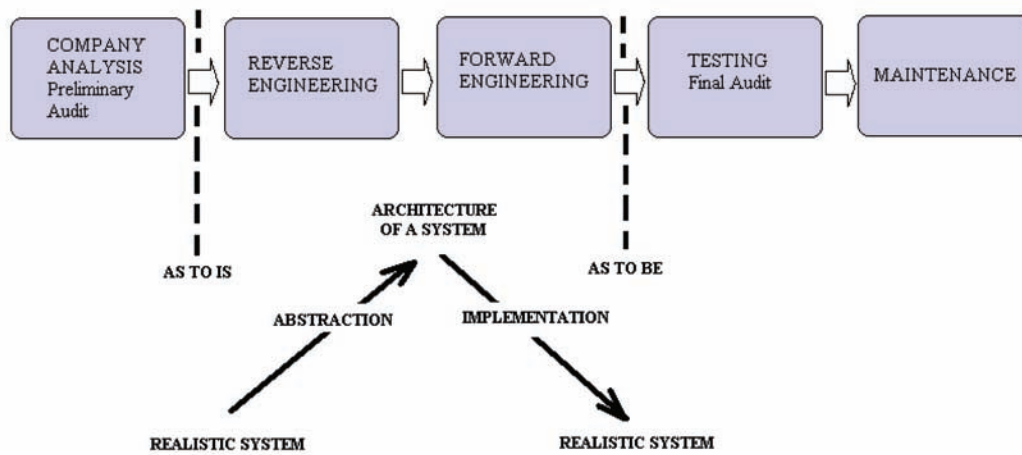 COMPANY
ANALYSIS
Preliminary
Audit
REVERSE
ENGINEERING
FORWARD
ENGINEERING
TESTING
Final Audit
MAINTENANCE
ARCHITECTURE
OF A SYSTEM
AS TO IS
AS TO BE
ABSTRACTION
IMPLEMENTATION
REALISTIC SYSTEM
REALISTIC SYSTEM